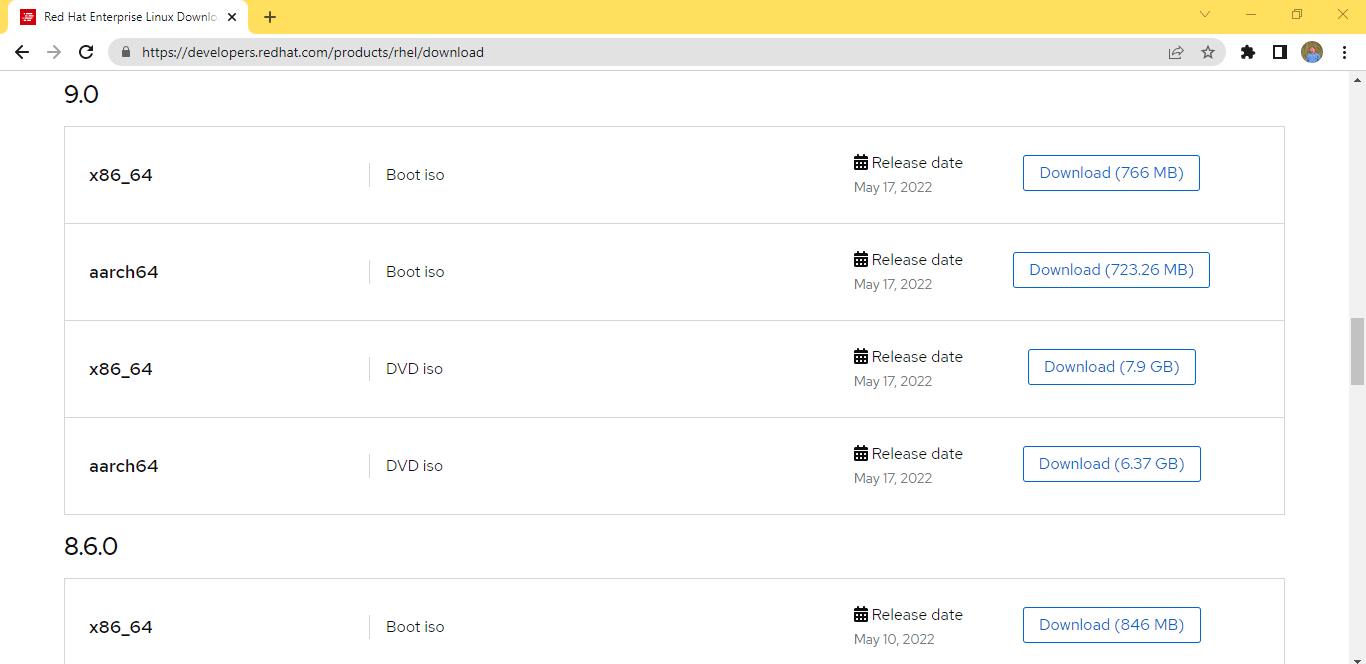 Red Hat Enterprise Linux Downlo
https://developers.redhat.com/products/rhel/download
9.0
x86_64 Boot iso Release date Download (766 MB)
May 17, 2022
aarch64 Boot iso Release date Download (723.26 MB)
May 17, 2022
x86_64 DVD iso Release date Download (7.9 GB)
May 17, 2022
aarch64 DVD iso Release date Download (6.37 GB)
May 17, 2022
8.6.0
x86_64 Boot iso Release date Download (846 MB)
May 10, 2022